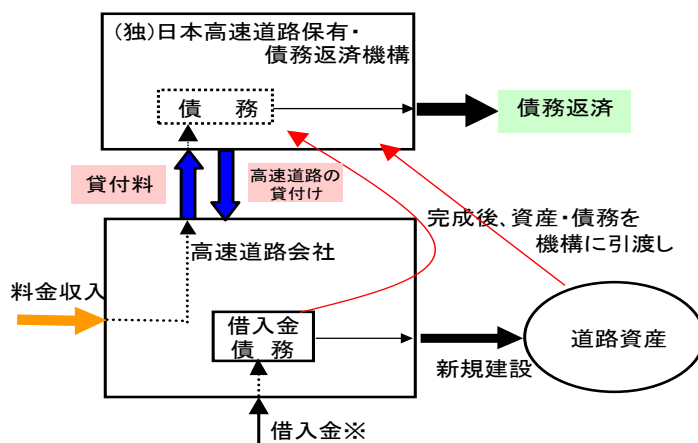 (独)日本高速道路保有・
債務返済機構
債　務
債務返済
貸付料
高速道路の
貸付け
完成後、資産・債務を
機構に引渡し
高速道路会社
料金収入
借入金
債　務
新規建設
道路資産
借入金※